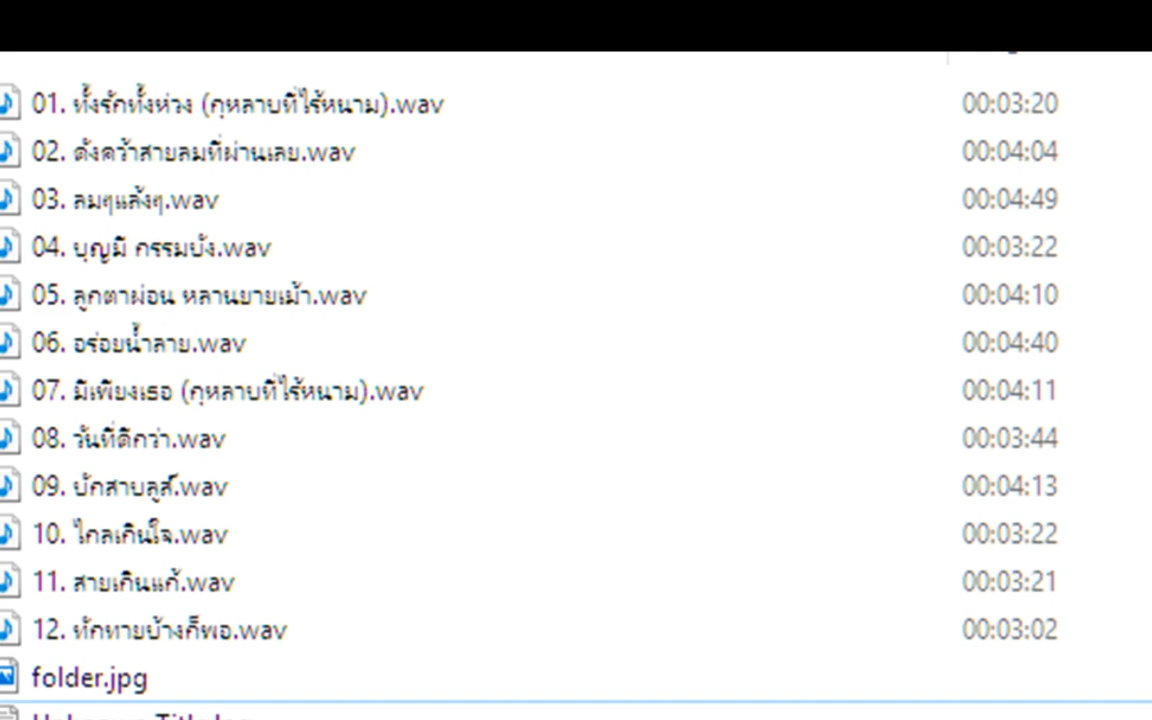 01. ทั้งรักทั้งห่วง (กุหลาบที่ไร้หนาม).wav 00:03:20
02. ดังคว้าสายลมที่ผ่านเลย.wav 00:04:04
03. ลมๆแล้งๆ.wav 00:04:49
04. บุญมี กรรมบัง.wav 00:03:22
05. ลูกตาผ่อน หลานยายเม้า.wav 00:04:10
06. อร่อยน้ำลาย.wav 00:04:40
07. มีเพียงเธอ (กุหลาบที่ไร้หนาม).wav 00:04:11
08. วันที่ดีกว่า.wav 00:03:44
09. บักสาบลูส์.wav 00:04:13
10. ไกลเกินใจ.wav 00:03:22
11. สายเกินแก้.wav 00:03:21
12. ทักทายบ้างก็พอ.wav 00:03:02
folder.jpg